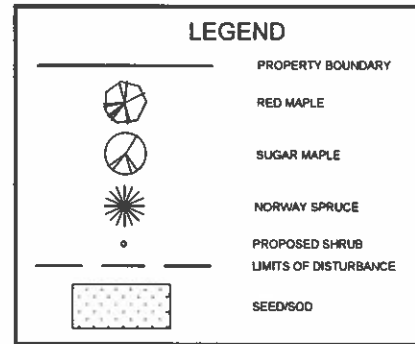 LEGEND
PROPERTY BOUNDARY
RED MAPLE
SUGAR MAPLE
NORWAY SPRUCE
PROPOSED SHRUB
LIMITS OF DISTURBANCE
SEED/SOD